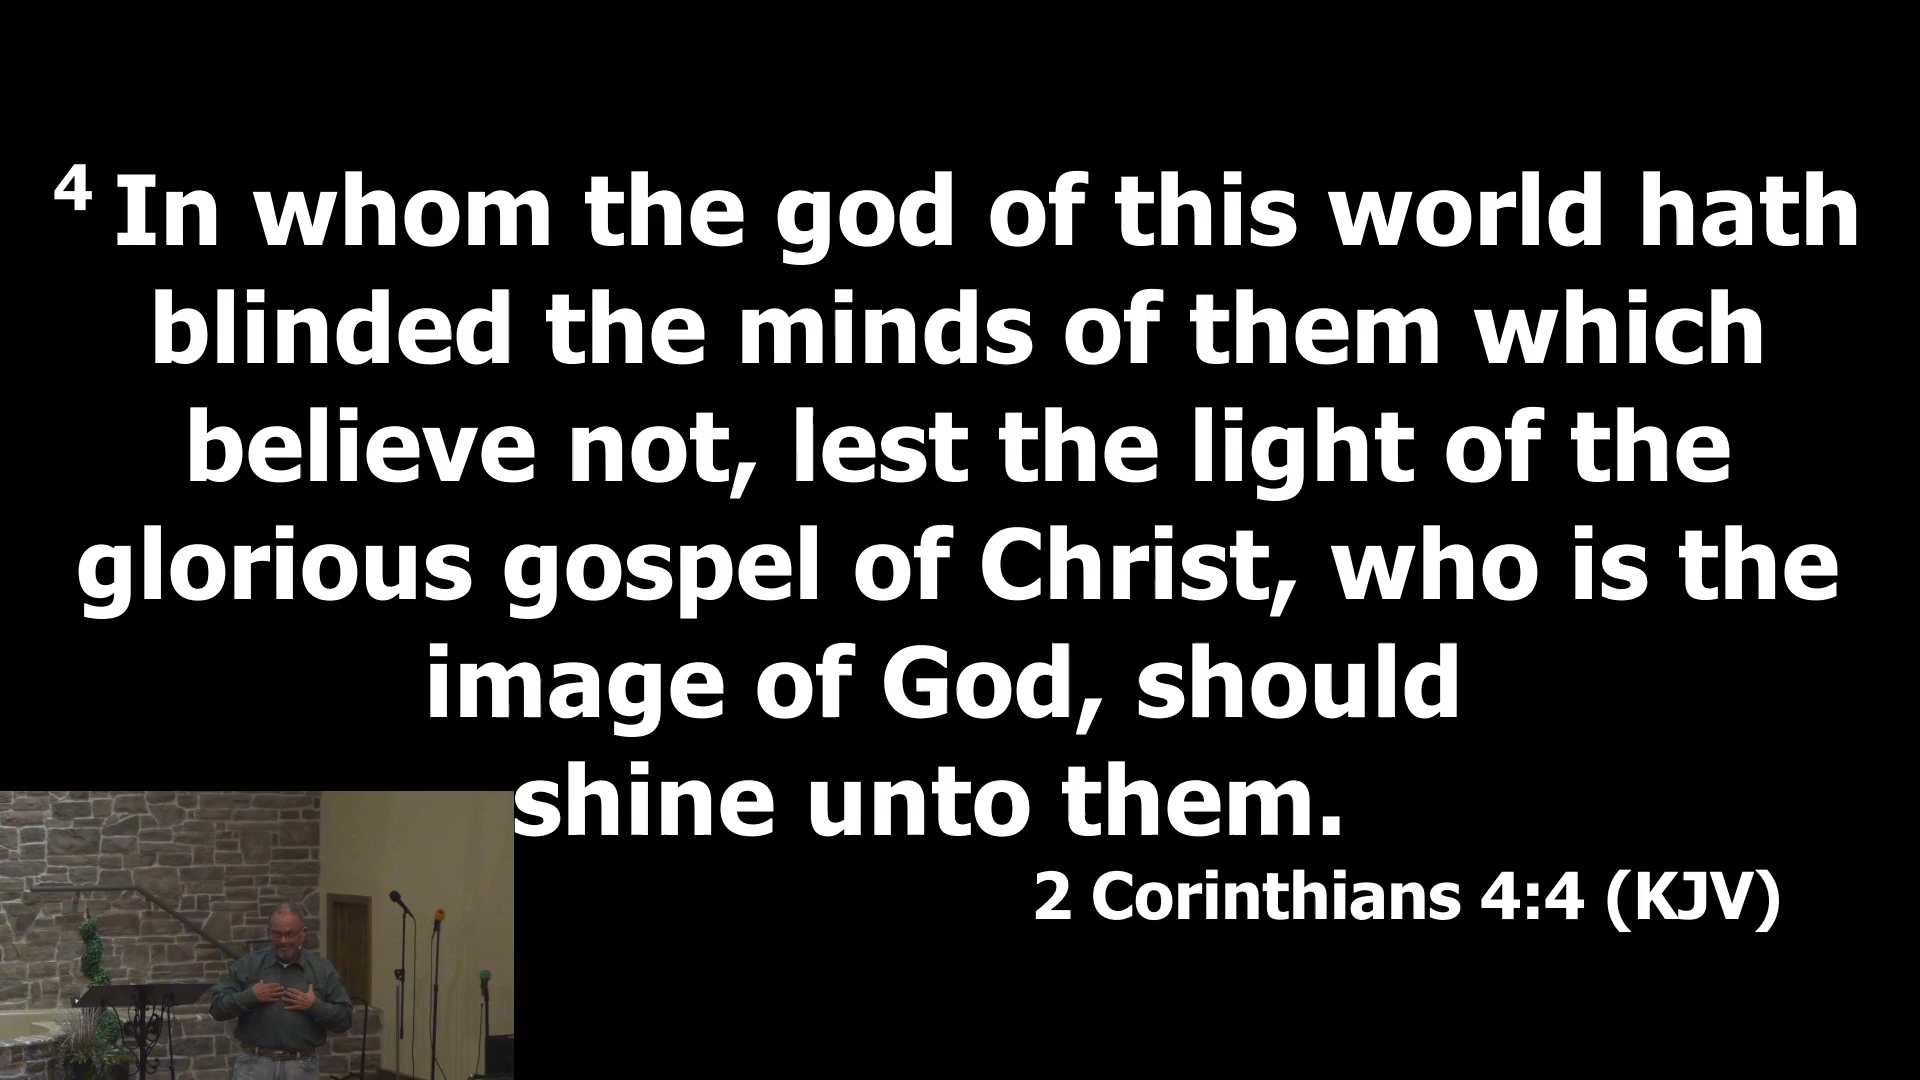 4 In whom the god of this world hath
blinded the minds of them which
believe not, lest the light of the
glorious gospel of Christ, who is the
image of God, should
shine unto them.
2 Corinthians 4:4 (KJV)